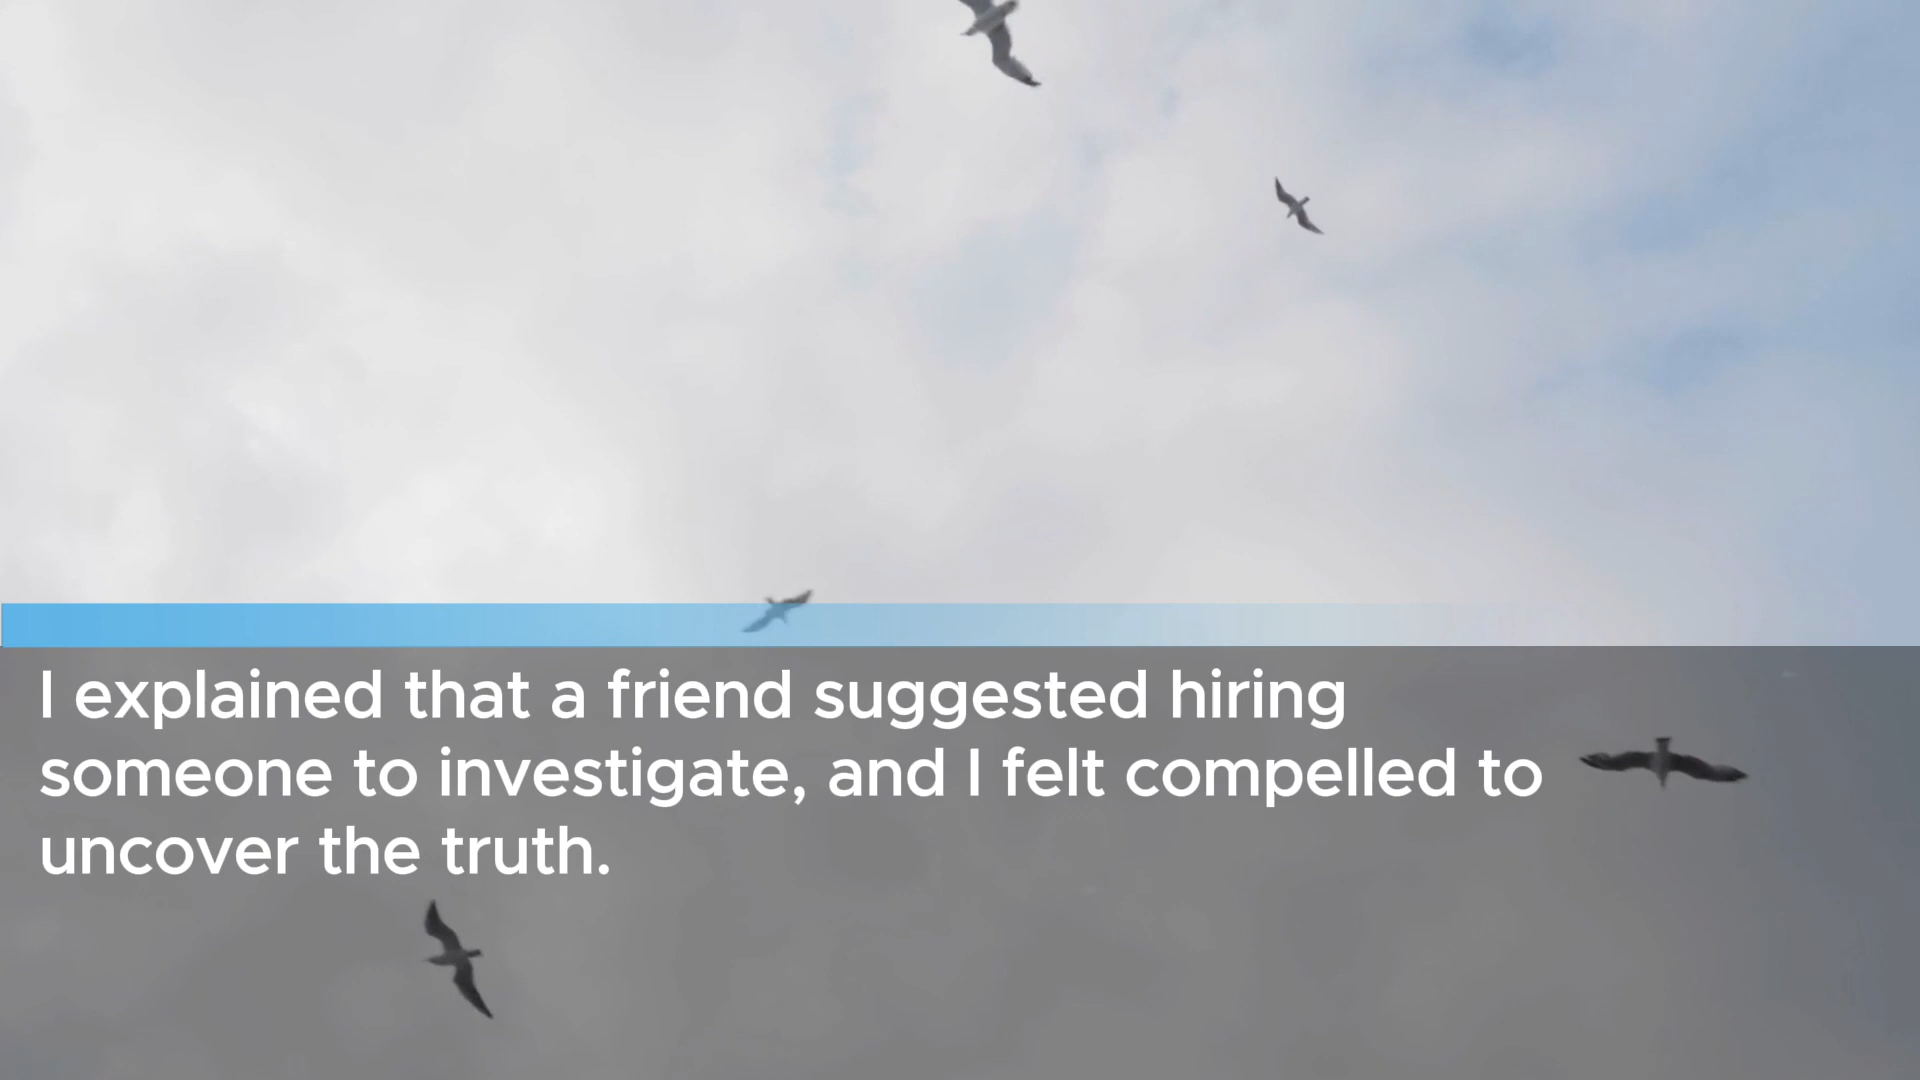 I explained that a friend suggested hiring
someone to investigate, and I felt compelled to
uncover the truth.